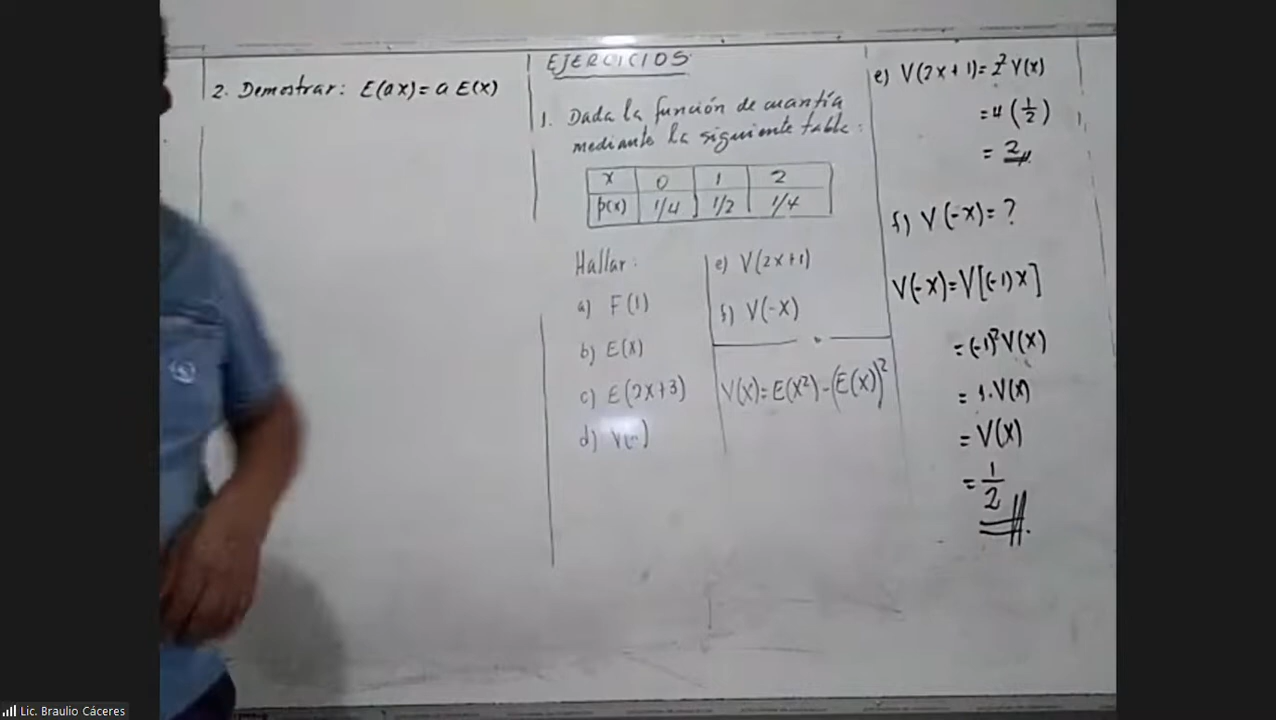 2. Demostrar: E(ax)= a E(x)
EJERCICIOS
1. Dada la función de cuantía
mediante la siguiente tabla:
x 0 1 2
p(x) 1/4 1/2 1/4
Hallar:
a) F(1)
b) E(x)
c) E(2x+3)
d) V(
e) V(2x+1)
f) V(-x)
V(x)=E(x²)-(E(x))²
e) V(2x+1)=2²V(x)
=4(1/2)
=2
f) V(-x)=?
V(-x)=V[(-1)x]
=(-1)²V(x)
=1.V(x)
=V(x)
=1/2
Lic. Braulio Cáceres